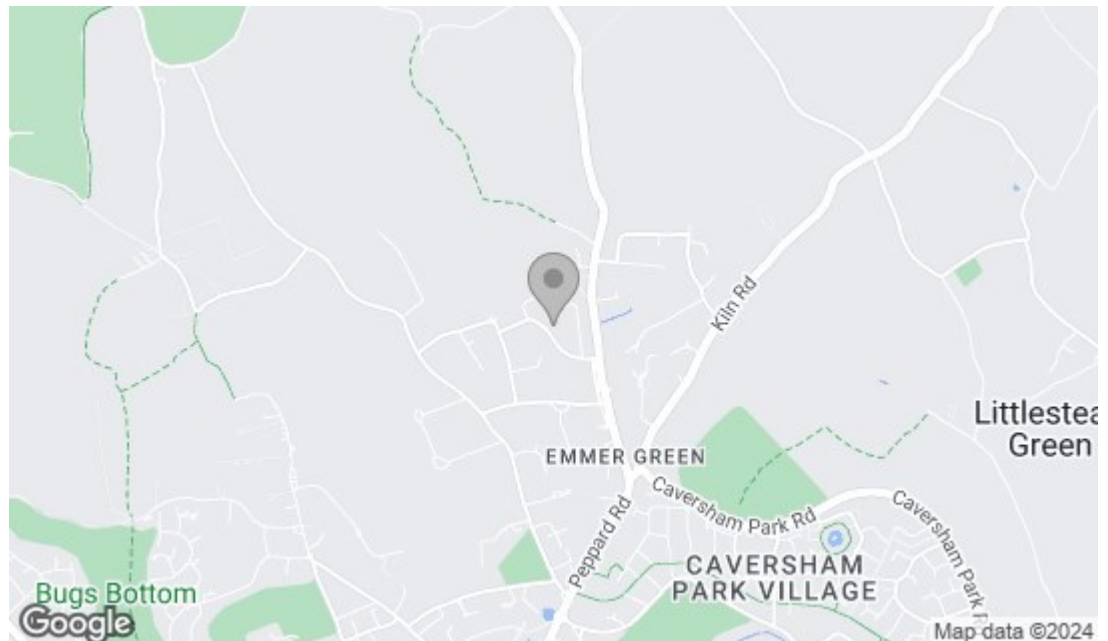 Kiln Rd
Littlestea
Green
EMMER GREEN
Caversham Park Rd
Peppard Rd
Caversham Park R
CAVERSHAM
PARK VILLAGE
Bugs Bottom
Google
Map data ©2024